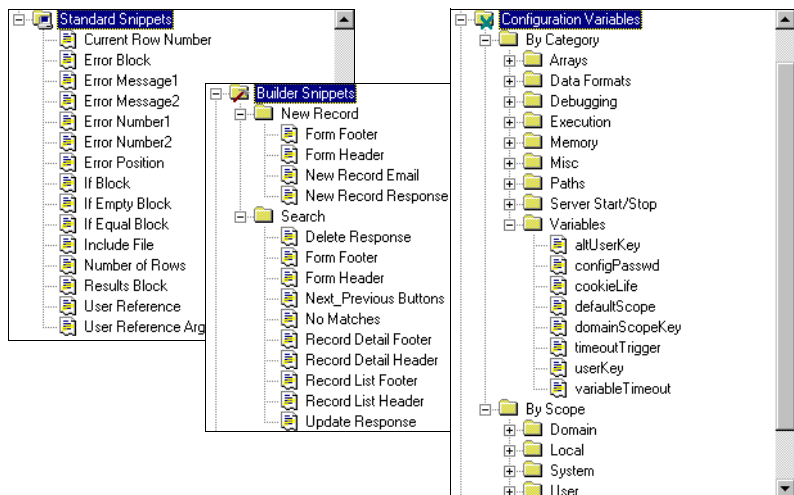 Standard Snippets
Current Row Number
Error Block
Error Message1
Error Message2
Error Number1
Error Number2
Error Position
If Block
If Empty Block
If Equal Block
Include File
Number of Rows
Results Block
User Reference
User Reference Arg
Builder Snippets
New Record
Form Footer
Form Header
New Record Email
New Record Response
Search
Delete Response
Form Footer
Form Header
Next_Previous Buttons
No Matches
Record Detail Footer
Record Detail Header
Record List Footer
Record List Header
Update Response
Configuration Variables
By Category
Arrays
Data Formats
Debugging
Execution
Memory
Misc
Paths
Server Start/Stop
Variables
altUserKey
configPasswd
cookieLife
defaultScope
domainScopeKey
timeoutTrigger
userKey
variableTimeout
By Scope
Domain
Local
System
User